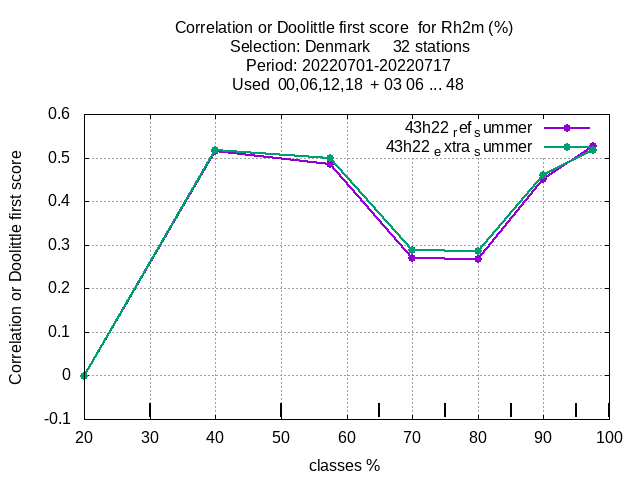 Correlation or Doolittle first score  for Rh2m (%)
Selection: Denmark     32 stations
Period: 20220701-20220717
Used  00,06,12,18  + 03 06 ... 48
43h22_ref_summer
43h22_extra_summer
Correlation or Doolittle first score
0.6
0.5
0.4
0.3
0.2
0.1
0
-0.1
20 30 40 50 60 70 80 90 100
classes %